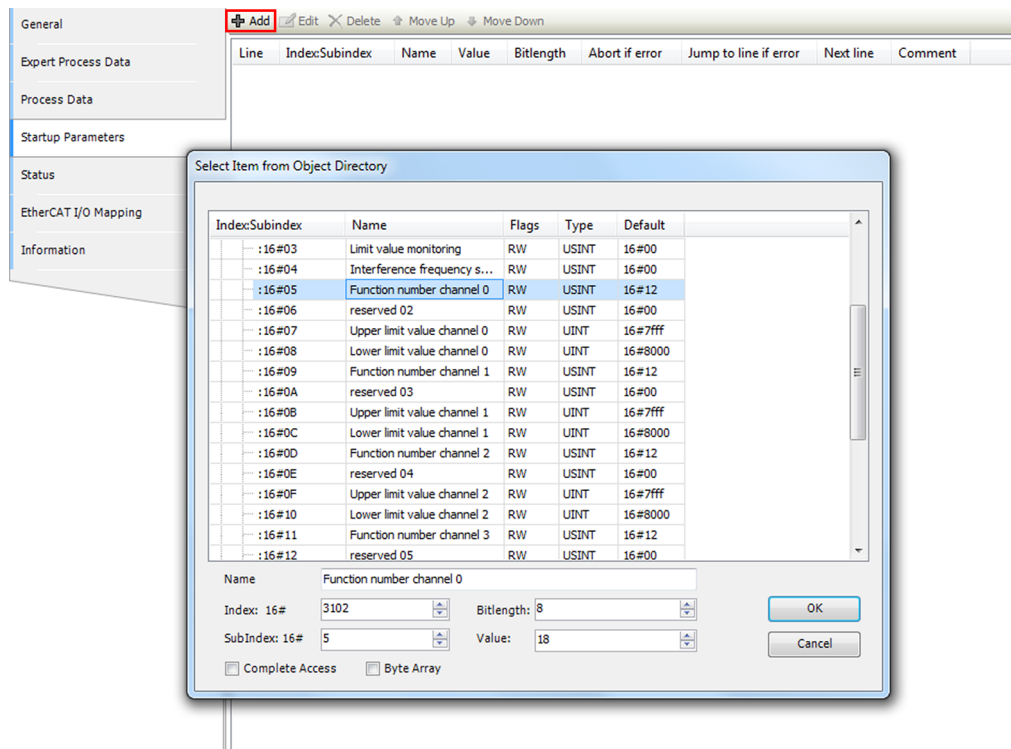 General
Expert Process Data
Process Data
Startup Parameters
Status
EtherCAT I/O Mapping
Information
Add Edit Delete Move Up Move Down
Line Index:Subindex Name Value Bitlength Abort if error Jump to line if error Next line Comment
Select Item from Object Directory
Index:Subindex Name Flags Type Default
:16#03 Limit value monitoring RW USINT 16#00
:16#04 Interference frequency s... RW USINT 16#00
:16#05 Function number channel 0 RW USINT 16#12
:16#06 reserved 02 RW USINT 16#00
:16#07 Upper limit value channel 0 RW UINT 16#7fff
:16#08 Lower limit value channel 0 RW UINT 16#8000
:16#09 Function number channel 1 RW USINT 16#12
:16#0A reserved 03 RW USINT 16#00
:16#0B Upper limit value channel 1 RW UINT 16#7fff
:16#0C Lower limit value channel 1 RW UINT 16#8000
:16#0D Function number channel 2 RW USINT 16#12
:16#0E reserved 04 RW USINT 16#00
:16#0F Upper limit value channel 2 RW UINT 16#7fff
:16#10 Lower limit value channel 2 RW UINT 16#8000
:16#11 Function number channel 3 RW USINT 16#12
:16#12 reserved 05 RW USINT 16#00
Name Function number channel 0
Index: 16# 3102 Bitlength: 8 OK
SubIndex: 16# 5 Value: 18 Cancel
Complete Access Byte Array